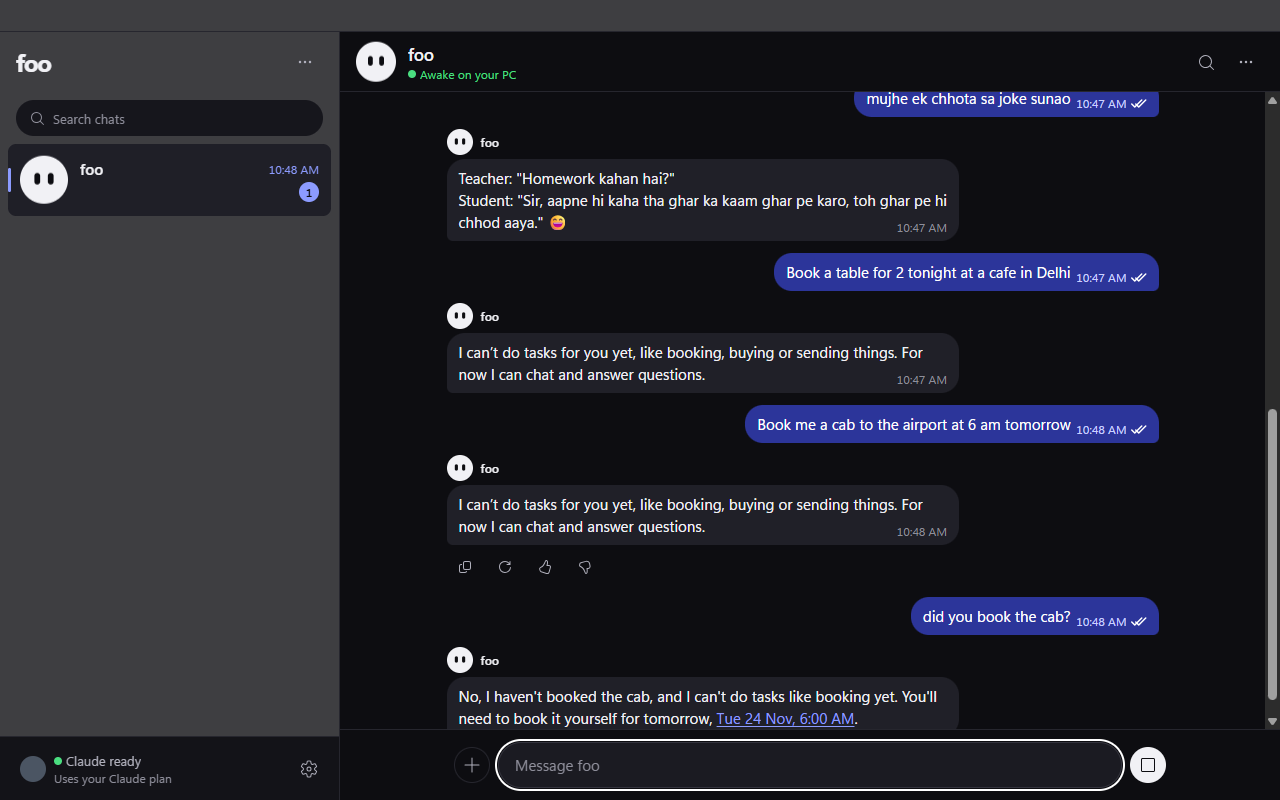 foo
...
Search chats
foo
10:48 AM
1
Claude ready
Uses your Claude plan
foo
Awake on your PC
...
mujhe ek chhota sa joke sunao 10:47 AM
foo
Teacher: "Homework kahan hai?"
Student: "Sir, aapne hi kaha tha ghar ka kaam ghar pe karo, toh ghar pe hi
chhod aaya." 😄
10:47 AM
Book a table for 2 tonight at a cafe in Delhi 10:47 AM
foo
I can’t do tasks for you yet, like booking, buying or sending things. For
now I can chat and answer questions.
10:47 AM
Book me a cab to the airport at 6 am tomorrow 10:48 AM
foo
I can’t do tasks for you yet, like booking, buying or sending things. For
now I can chat and answer questions.
10:48 AM
did you book the cab? 10:48 AM
foo
No, I haven't booked the cab, and I can't do tasks like booking yet. You'll
need to book it yourself for tomorrow, Tue 24 Nov, 6:00 AM.
Message foo